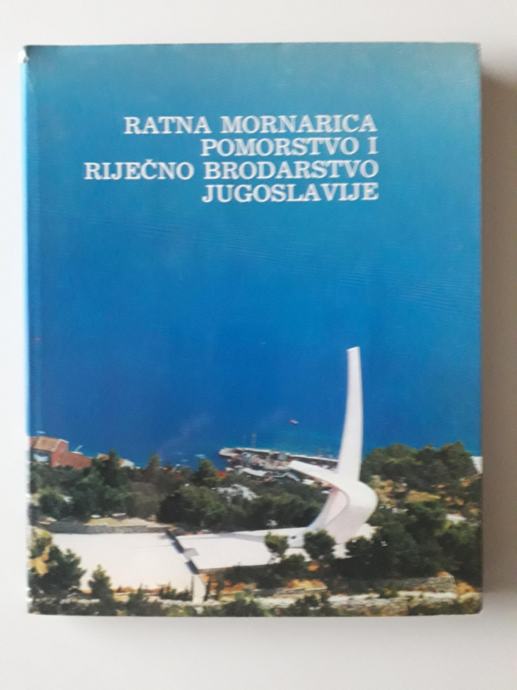 RATNA MORNARICA
POMORSTVO I
RIJEČNO BRODARSTVO
JUGOSLAVIJE